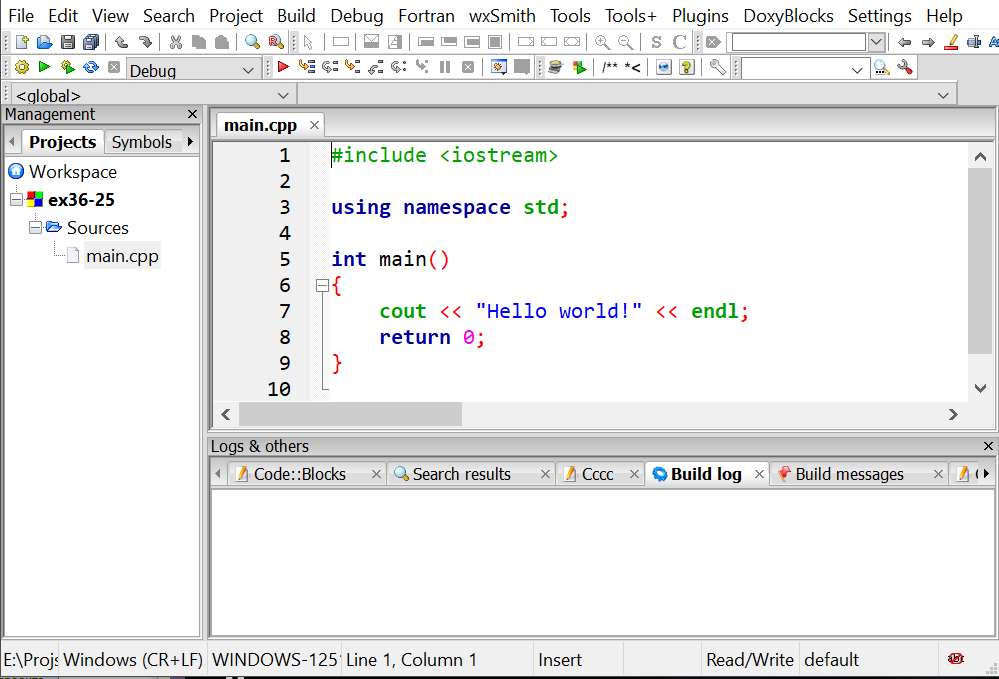 File Edit View Search Project Build Debug Fortran wxSmith Tools Tools+ Plugins DoxyBlocks Settings Help
S C
Debug /** *<
<global>
Management
Projects Symbols
Workspace
ex36-25
Sources
main.cpp
main.cpp
1 #include <iostream>
2
3 using namespace std;
4
5 int main()
6 {
7 cout << "Hello world!" << endl;
8 return 0;
9 }
10
Logs & others
Code::Blocks Search results Cccc Build log Build messages
E:\Projs Windows (CR+LF) WINDOWS-125 Line 1, Column 1 Insert Read/Write default